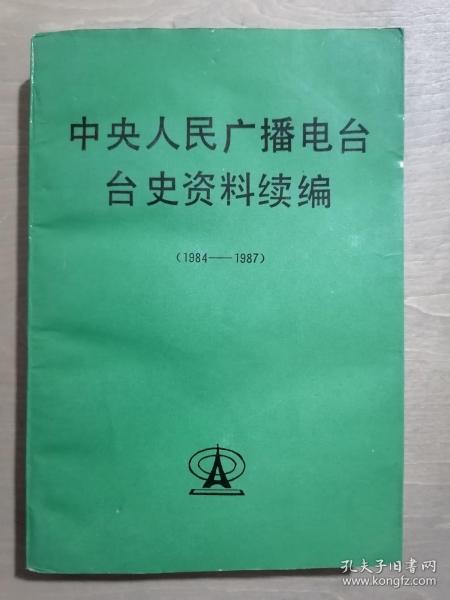 中央人民广播电台
台史资料续编
(1984——1987)
孔夫子旧书网
www.kongfz.com